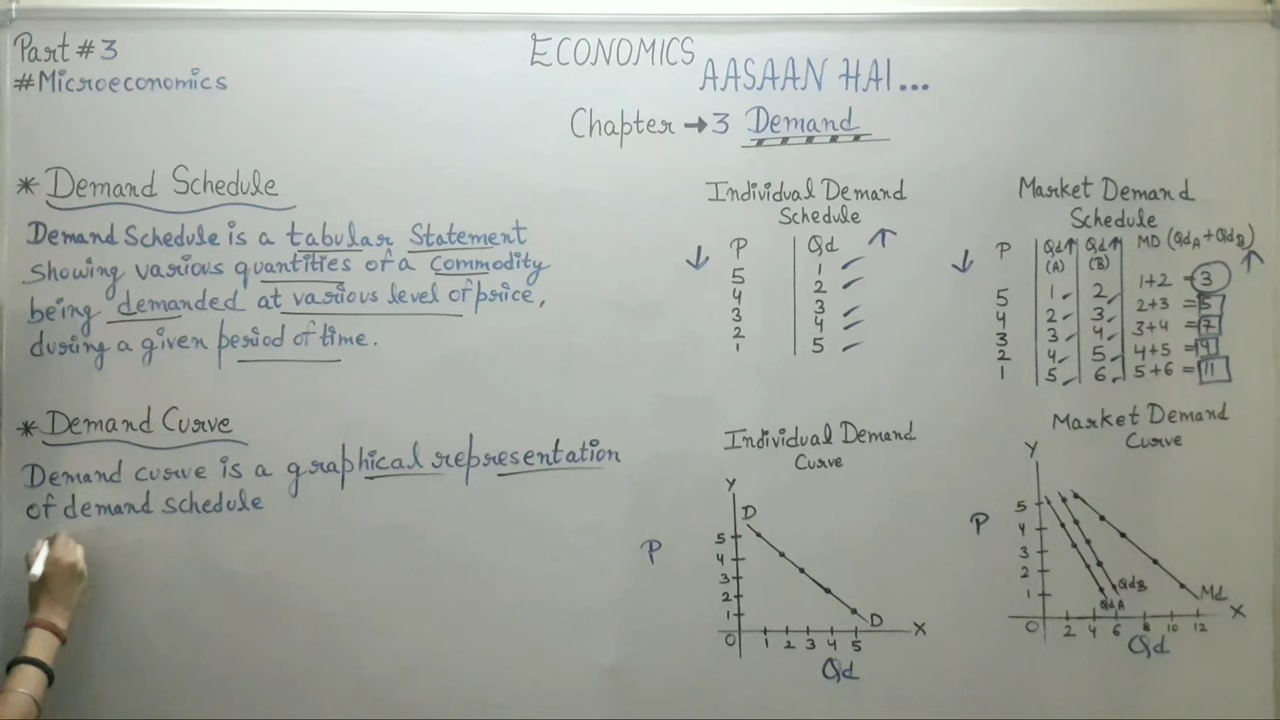 Part # 3
# Microeconomics
ECONOMICS
AASAAN HAI...
Chapter → 3 Demand
* Demand Schedule
Demand Schedule is a tabular Statement
showing various quantities of a commodity
being demanded at various level of price,
during a given period of time.
* Demand Curve
Demand curve is a graphical representation
of demand schedule
Individual Demand
Schedule
↓ P Qd ↑
5 1
4 2
3 3
2 4
1 5
Market Demand
Schedule
↓ P Qd↑ Qd↑ MD (QdA+QdB) ↑
(A) (B)
5 1 2 1+2 = 3
4 2 3 2+3 = 5
3 3 4 3+4 = 7
2 4 5 4+5 = 9
1 5 6 5+6 = 11
Individual Demand
Curve
Y
D
5
P
4
3
2
1
D
O 1 2 3 4 5 X
Qd
Market Demand
Curve
Y
5
P
4
3
2
1
QdB
QdA
Md
O 2 4 6 8 10 12 X
Qd